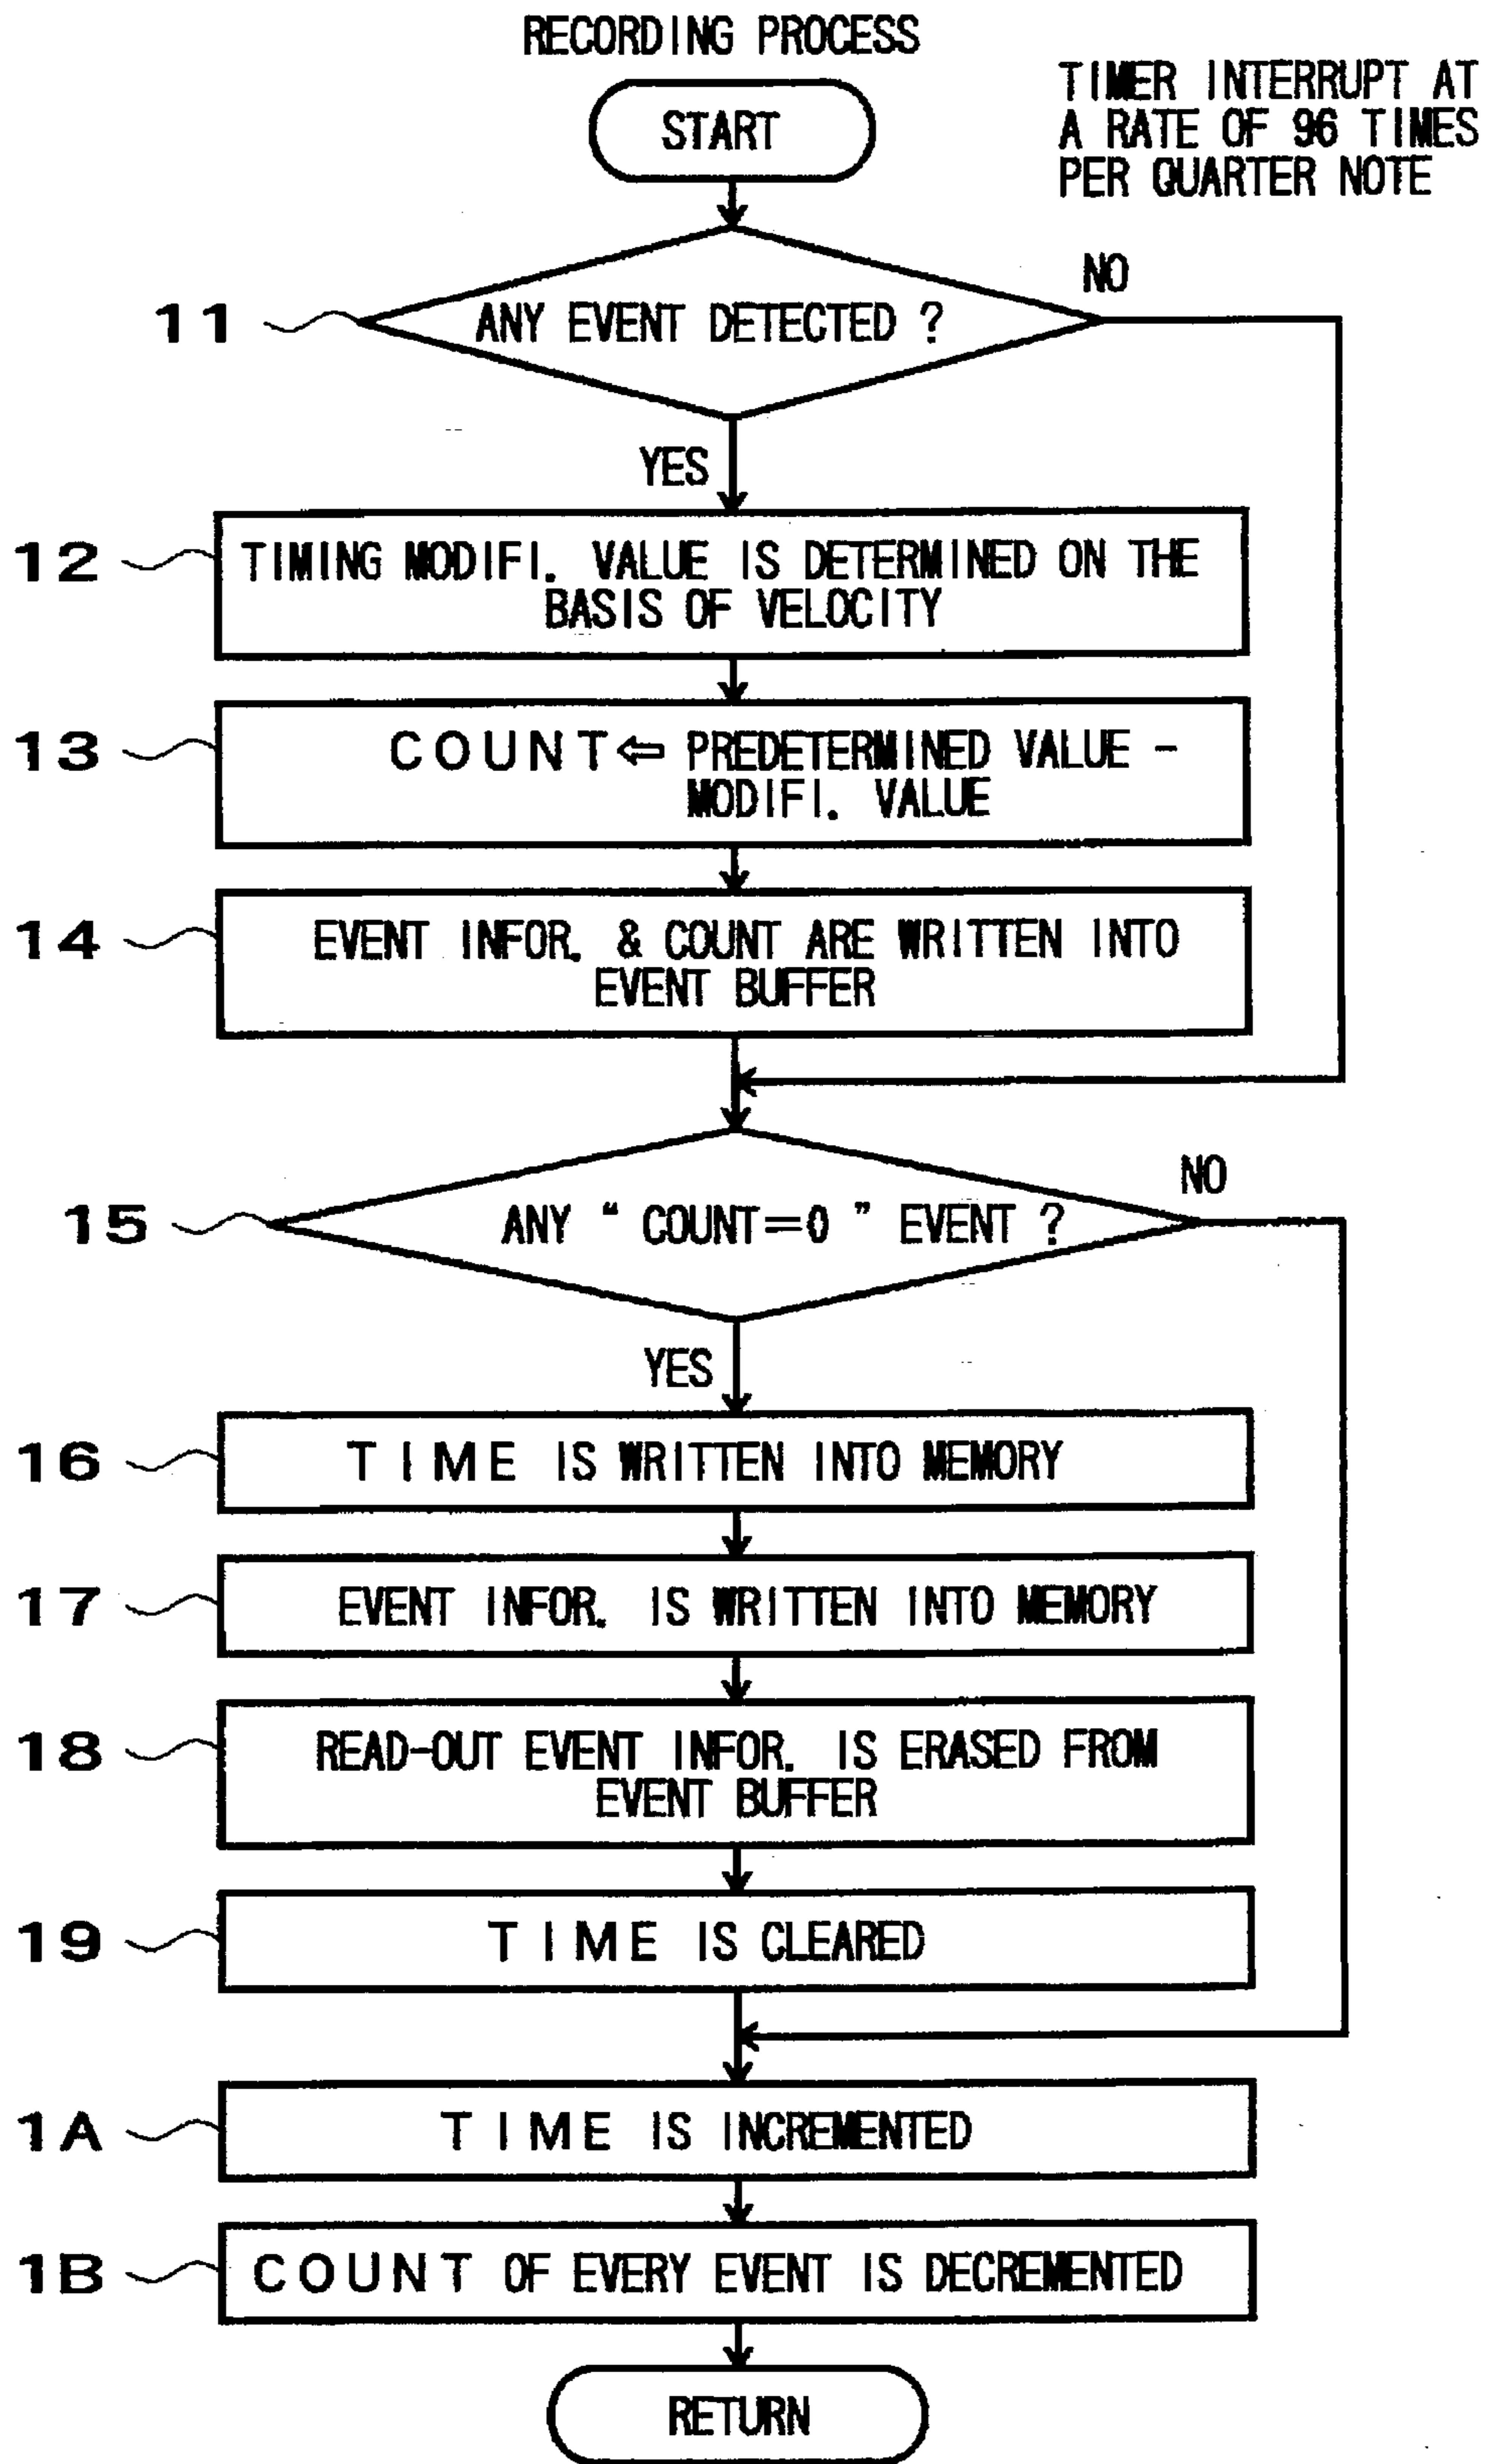 RECORDING PROCESS
TIMER INTERRUPT AT
A RATE OF 96 TIMES
PER QUARTER NOTE
START
NO
11
ANY EVENT DETECTED ?
YES
12
TIMING MODIFI. VALUE IS DETERMINED ON THE
BASIS OF VELOCITY
13
COUNT⇦ PREDETERMINED VALUE -
MODIFI. VALUE
14
EVENT INFOR. & COUNT ARE WRITTEN INTO
EVENT BUFFER
NO
15
ANY “ COUNT=0 ” EVENT ?
YES
16
TIME IS WRITTEN INTO MEMORY
17
EVENT INFOR. IS WRITTEN INTO MEMORY
18
READ-OUT EVENT INFOR. IS ERASED FROM
EVENT BUFFER
19
TIME IS CLEARED
1A
TIME IS INCREMENTED
1B
COUNT OF EVERY EVENT IS DECREMENTED
RETURN